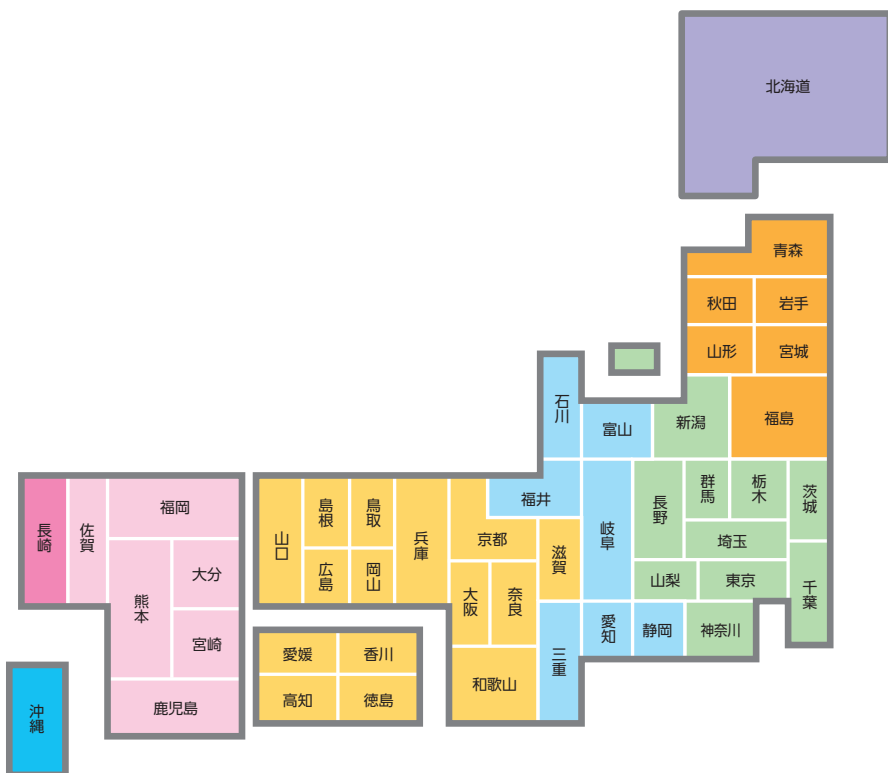 北海道
青森
秋田
岩手
山形
宮城
福島
新潟
富山
石川
福井
岐阜
長野
群馬
栃木
茨城
埼玉
山梨
東京
千葉
神奈川
静岡
愛知
三重
滋賀
京都
大阪
奈良
和歌山
兵庫
鳥取
岡山
島根
広島
山口
愛媛
香川
高知
徳島
福岡
佐賀
長崎
大分
熊本
宮崎
鹿児島
沖縄